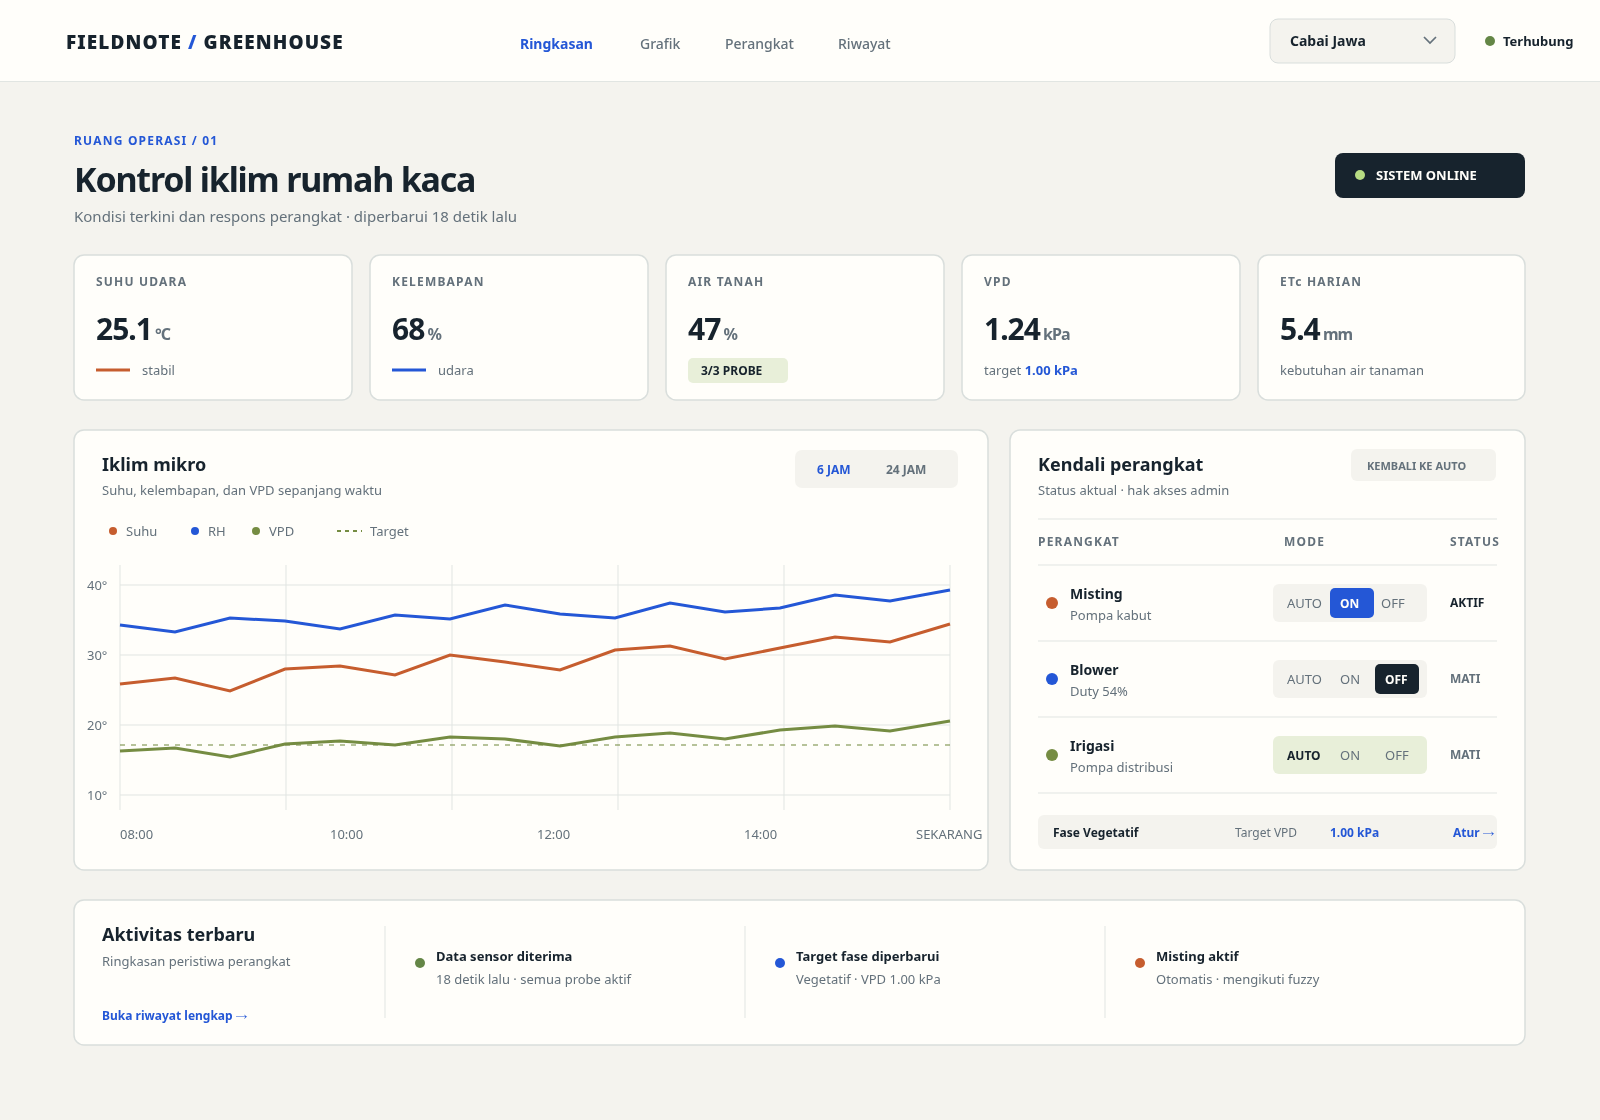 FIELDNOTE / GREENHOUSE
Ringkasan Grafik Perangkat Riwayat
Cabai Jawa
Terhubung
RUANG OPERASI / 01
Kontrol iklim rumah kaca
Kondisi terkini dan respons perangkat · diperbarui 18 detik lalu
SISTEM ONLINE
SUHU UDARA
25.1 °C
stabil
KELEMBAPAN
68 %
udara
AIR TANAH
47 %
3/3 PROBE
VPD
1.24 kPa
target 1.00 kPa
ETc HARIAN
5.4 mm
kebutuhan air tanaman
Iklim mikro
Suhu, kelembapan, dan VPD sepanjang waktu
6 JAM 24 JAM
Suhu RH VPD Target
40°
30°
20°
10°
08:00 10:00 12:00 14:00 SEKARANG
Kendali perangkat
Status aktual · hak akses admin
KEMBALI KE AUTO
PERANGKAT MODE STATUS
Misting
Pompa kabut
AUTO ON OFF
AKTIF
Blower
Duty 54%
AUTO ON OFF
MATI
Irigasi
Pompa distribusi
AUTO ON OFF
MATI
Fase Vegetatif Target VPD 1.00 kPa Atur →
Aktivitas terbaru
Ringkasan peristiwa perangkat
Buka riwayat lengkap →
Data sensor diterima
18 detik lalu · semua probe aktif
Target fase diperbarui
Vegetatif · VPD 1.00 kPa
Misting aktif
Otomatis · mengikuti fuzzy